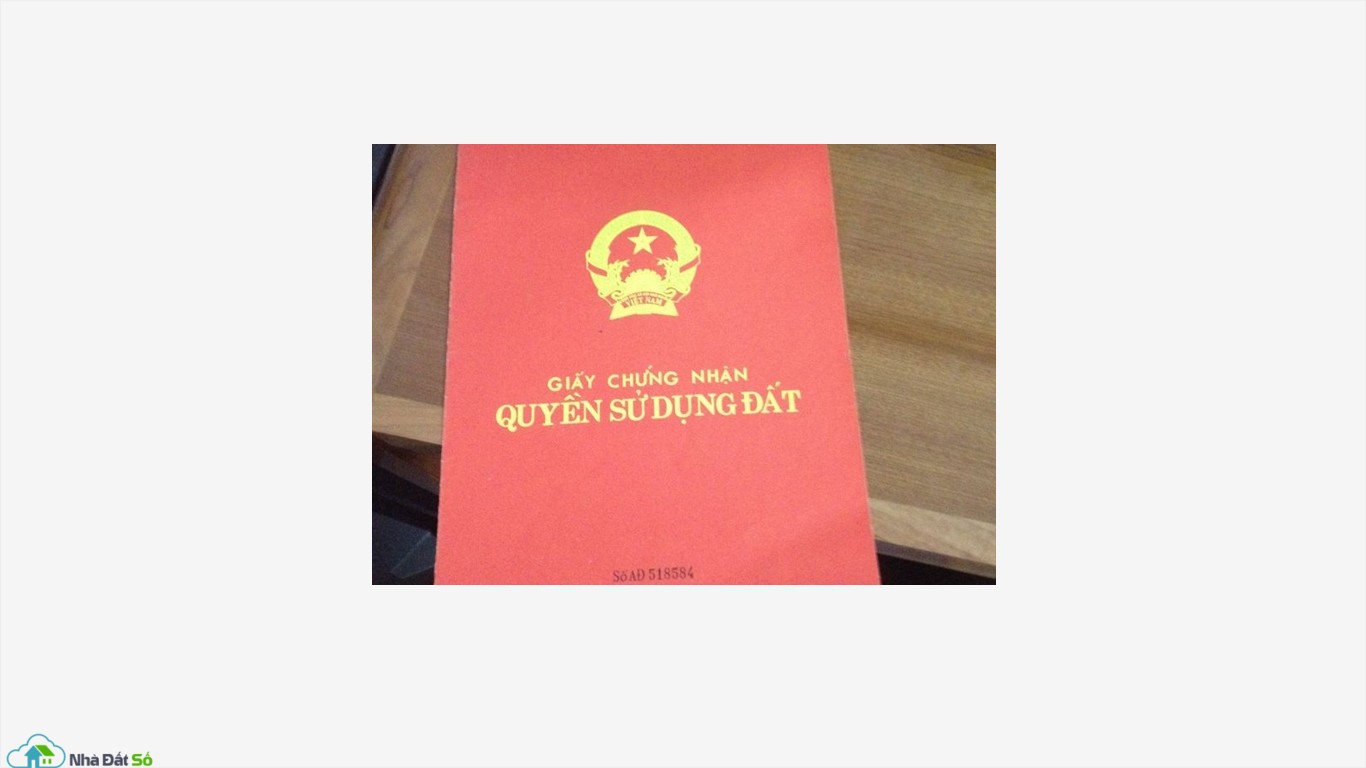 VIỆT NAM
GIẤY CHỨNG NHẬN
QUYỀN SỬ DỤNG ĐẤT
Số AĐ 518584
Nhà Đất Số